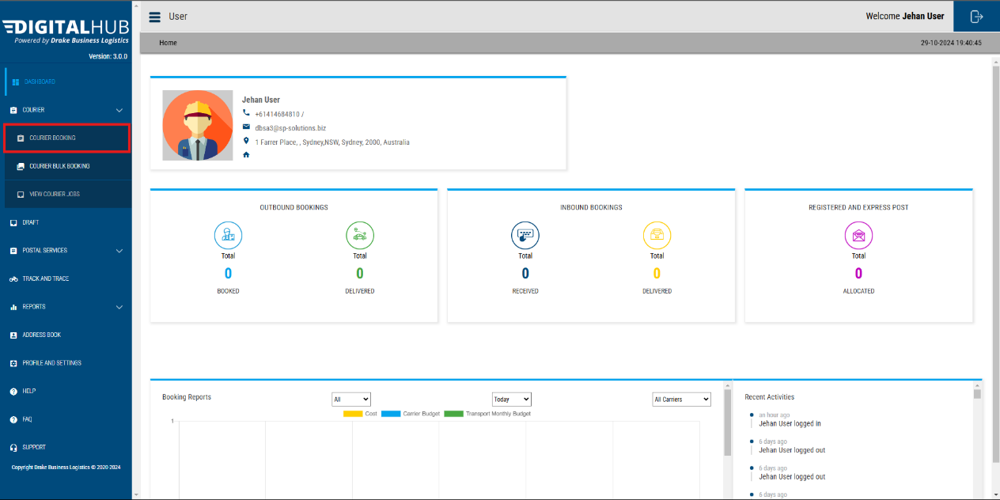 DIGITALHUB
Powered by Drake Business Logistics
Version: 3.0.0
DASHBOARD
COURIER
COURIER BOOKING
COURIER BULK BOOKING
VIEW COURIER JOBS
DRAFT
POSTAL SERVICES
TRACK AND TRACE
REPORTS
ADDRESS BOOK
PROFILE AND SETTINGS
HELP
FAQ
SUPPORT
Copyright Drake Business Logistics © 2020-2024
User
Welcome Jehan User
Home
29-10-2024 19:40:45
Jehan User
+61414684810 /
dbsa3@sp-solutions.biz
1 Farrer Place, , Sydney,NSW, Sydney, 2000, Australia
OUTBOUND BOOKINGS
Total
0
BOOKED
Total
0
DELIVERED
INBOUND BOOKINGS
Total
0
RECEIVED
Total
0
DELIVERED
REGISTERED AND EXPRESS POST
Total
0
ALLOCATED
Booking Reports
All
Today
All Carriers
Cost
Carrier Budget
Transport Monthly Budget
1
Recent Activities
an hour ago
Jehan User logged in
6 days ago
Jehan User logged out
6 days ago
Jehan User logged out
6 days ago